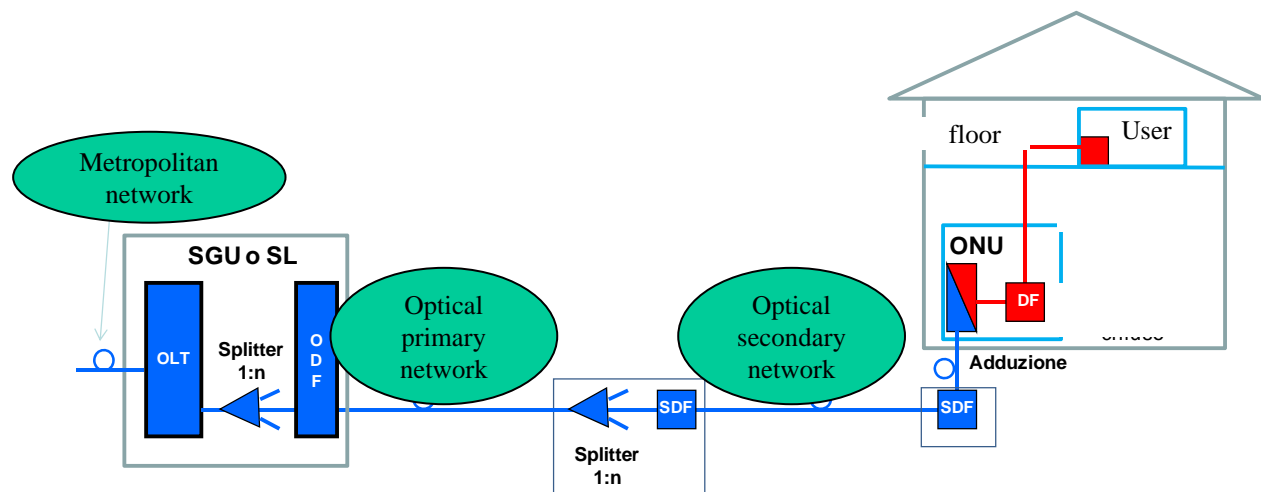 Metropolitan
network
SGU o SL
OLT
Splitter
1:n
O
D
F
Optical
primary
network
Splitter
1:n
SDF
Optical
secondary
network
floor
User
ONU
DF
Adduzione
SDF